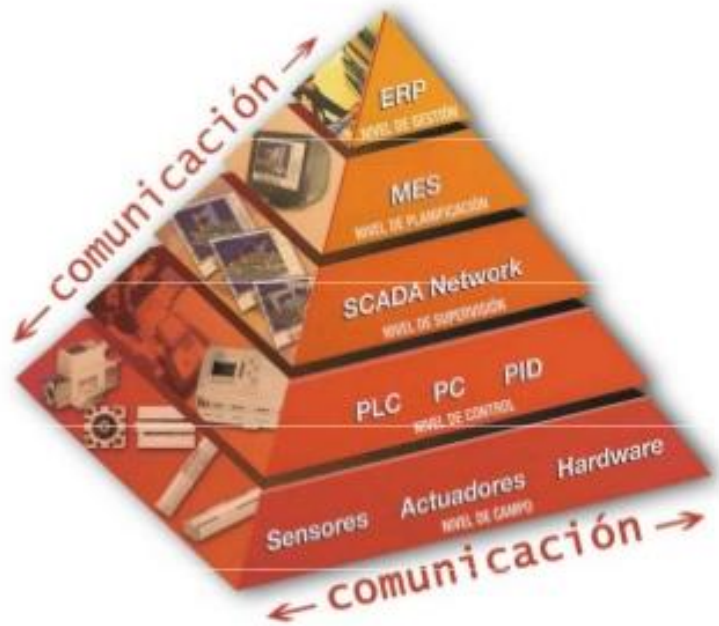 comunicación
ERP
NIVEL DE GESTIÓN
MES
NIVEL DE PLANIFICACIÓN
SCADA Network
NIVEL DE SUPERVISIÓN
PLC PC PID
NIVEL DE CONTROL
Sensores Actuadores Hardware
NIVEL DE CAMPO
comunicación